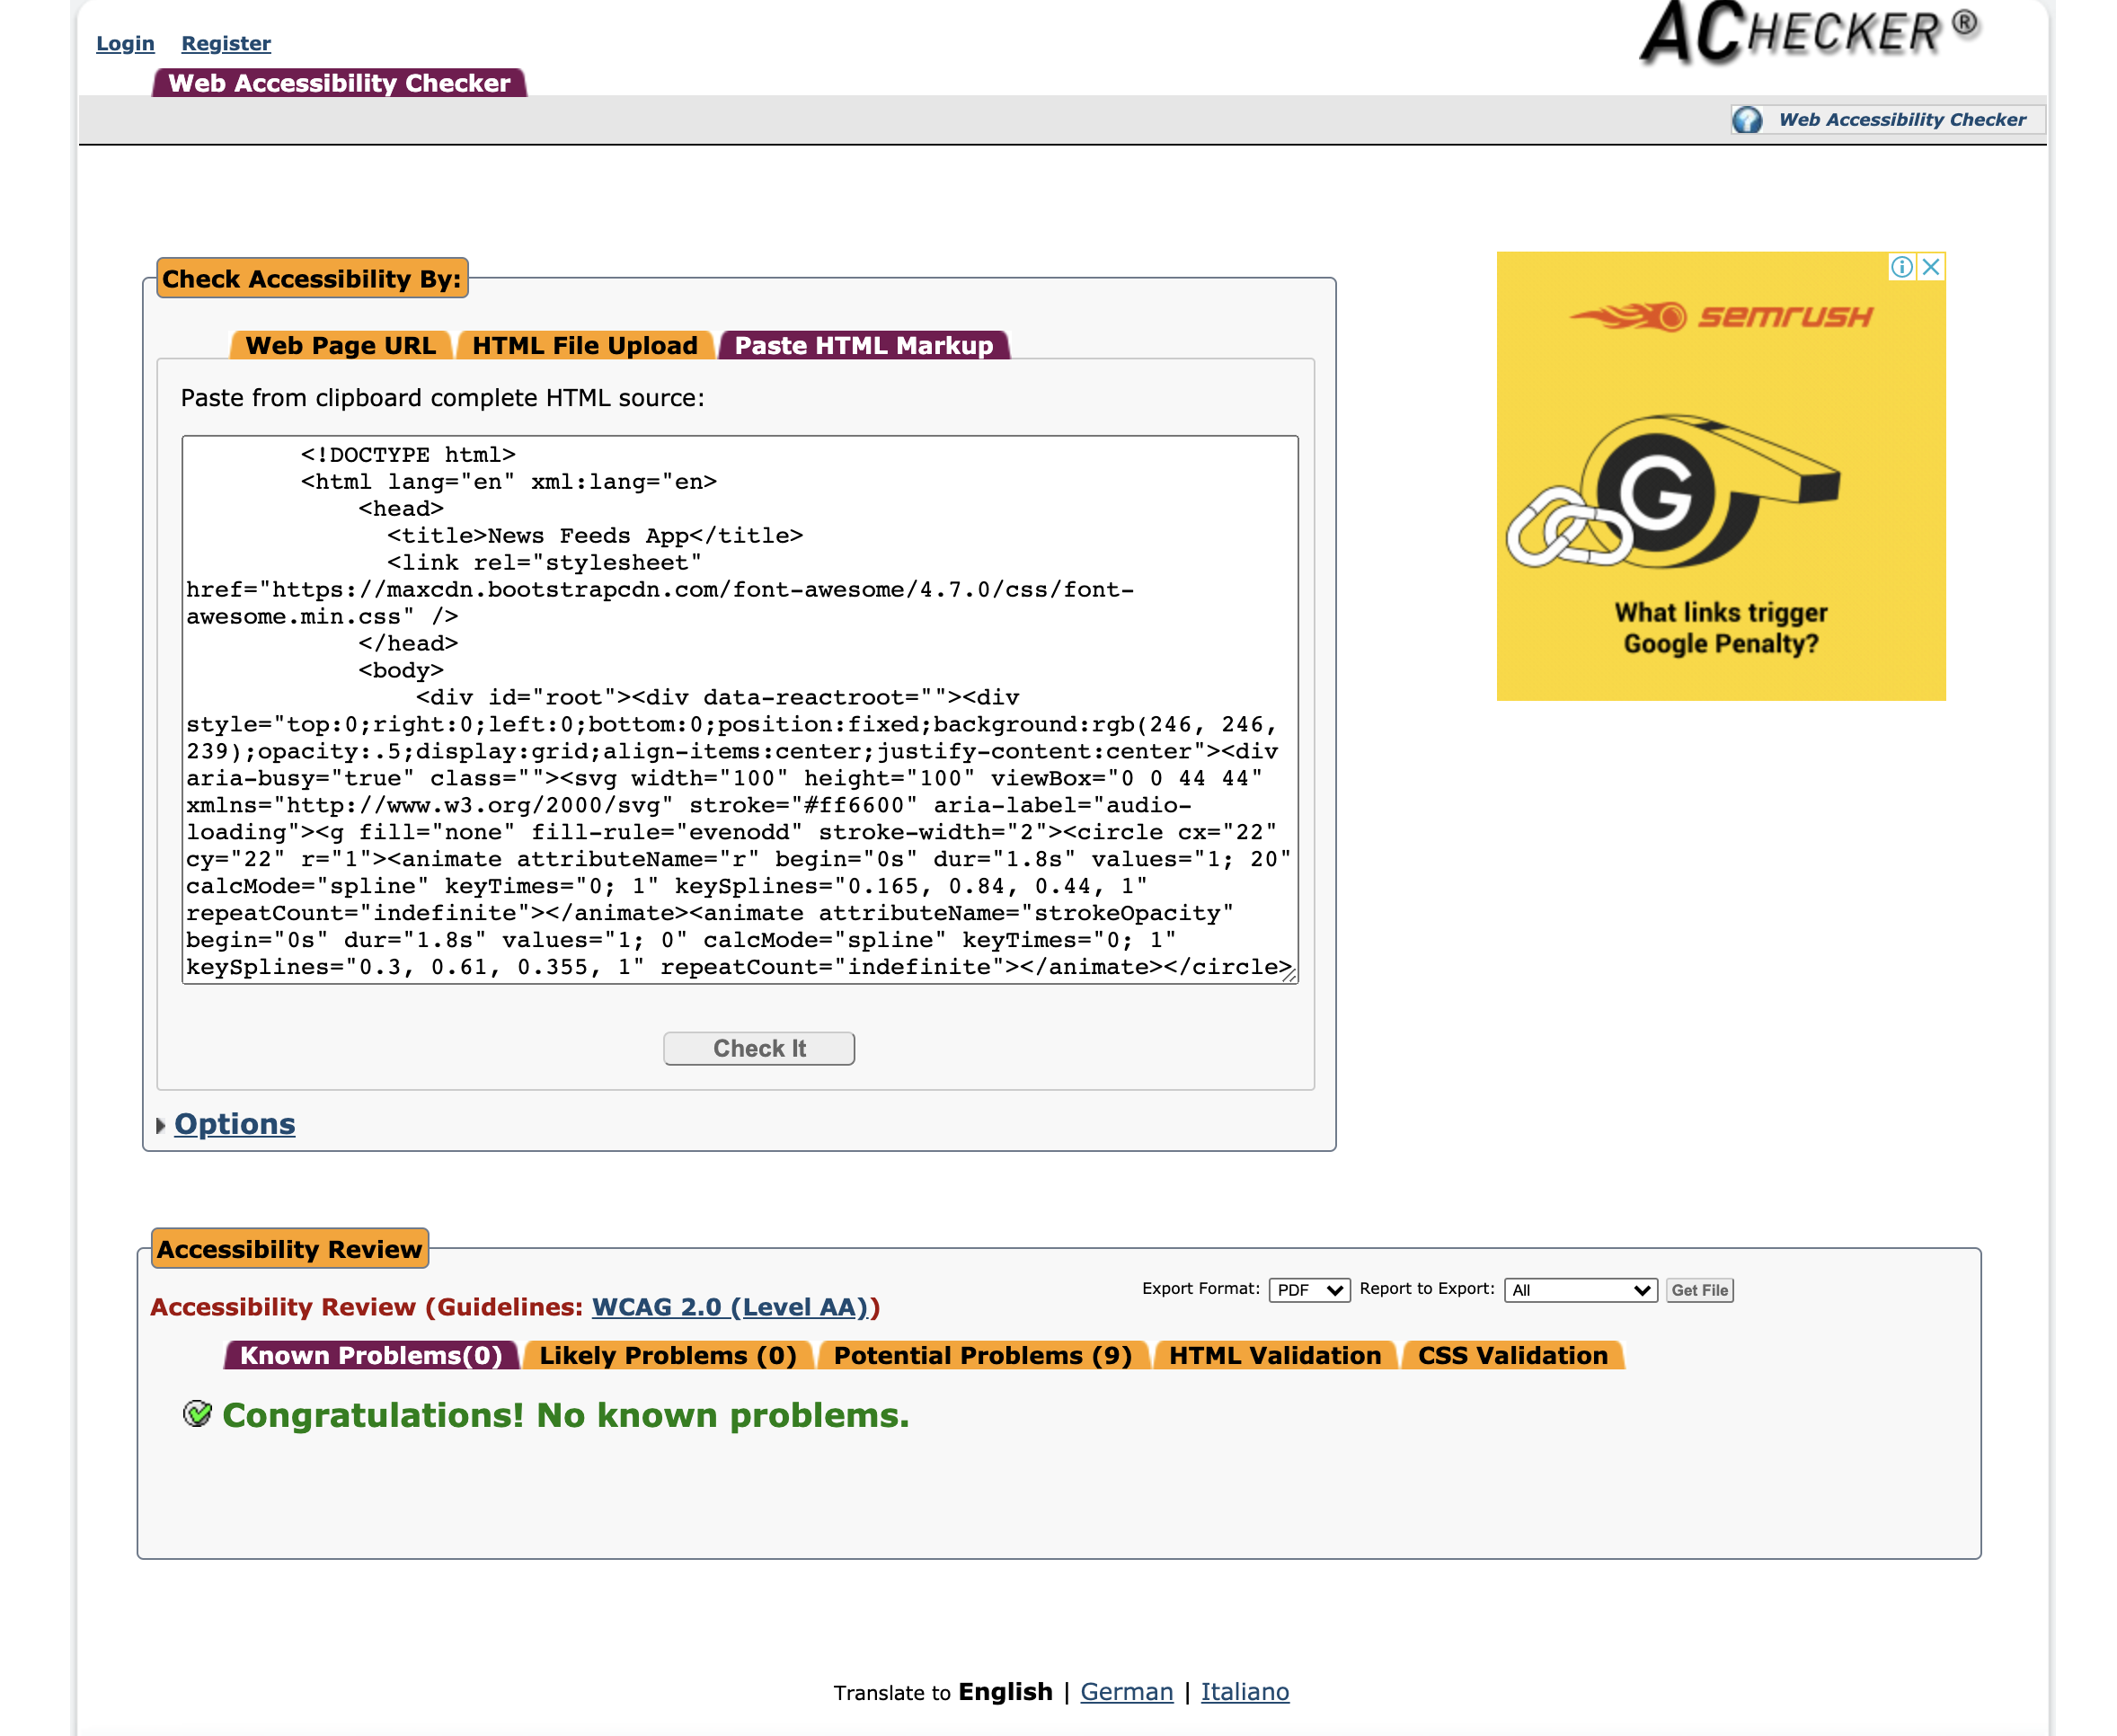 Login Register
ACHECKER ®
Web Accessibility Checker
Web Accessibility Checker
Check Accessibility By:
Web Page URL HTML File Upload Paste HTML Markup
Paste from clipboard complete HTML source:
<!DOCTYPE html>
<html lang="en" xml:lang="en>
<head>
<title>News Feeds App</title>
<link rel="stylesheet"
href="https://maxcdn.bootstrapcdn.com/font-awesome/4.7.0/css/font-
awesome.min.css" />
</head>
<body>
<div id="root"><div data-reactroot=""><div
style="top:0;right:0;left:0;bottom:0;position:fixed;background:rgb(246, 246,
239);opacity:.5;display:grid;align-items:center;justify-content:center"><div
aria-busy="true" class=""><svg width="100" height="100" viewBox="0 0 44 44"
xmlns="http://www.w3.org/2000/svg" stroke="#ff6600" aria-label="audio-
loading"><g fill="none" fill-rule="evenodd" stroke-width="2"><circle cx="22"
cy="22" r="1"><animate attributeName="r" begin="0s" dur="1.8s" values="1; 20"
calcMode="spline" keyTimes="0; 1" keySplines="0.165, 0.84, 0.44, 1"
repeatCount="indefinite"></animate><animate attributeName="strokeOpacity"
begin="0s" dur="1.8s" values="1; 0" calcMode="spline" keyTimes="0; 1"
keySplines="0.3, 0.61, 0.355, 1" repeatCount="indefinite"></animate></circle>
Check It
Options
semrush
G
What links trigger
Google Penalty?
Accessibility Review
Export Format: PDF Report to Export: All Get File
Accessibility Review (Guidelines: WCAG 2.0 (Level AA))
Known Problems(0) Likely Problems (0) Potential Problems (9) HTML Validation CSS Validation
Congratulations! No known problems.
Translate to English | German | Italiano